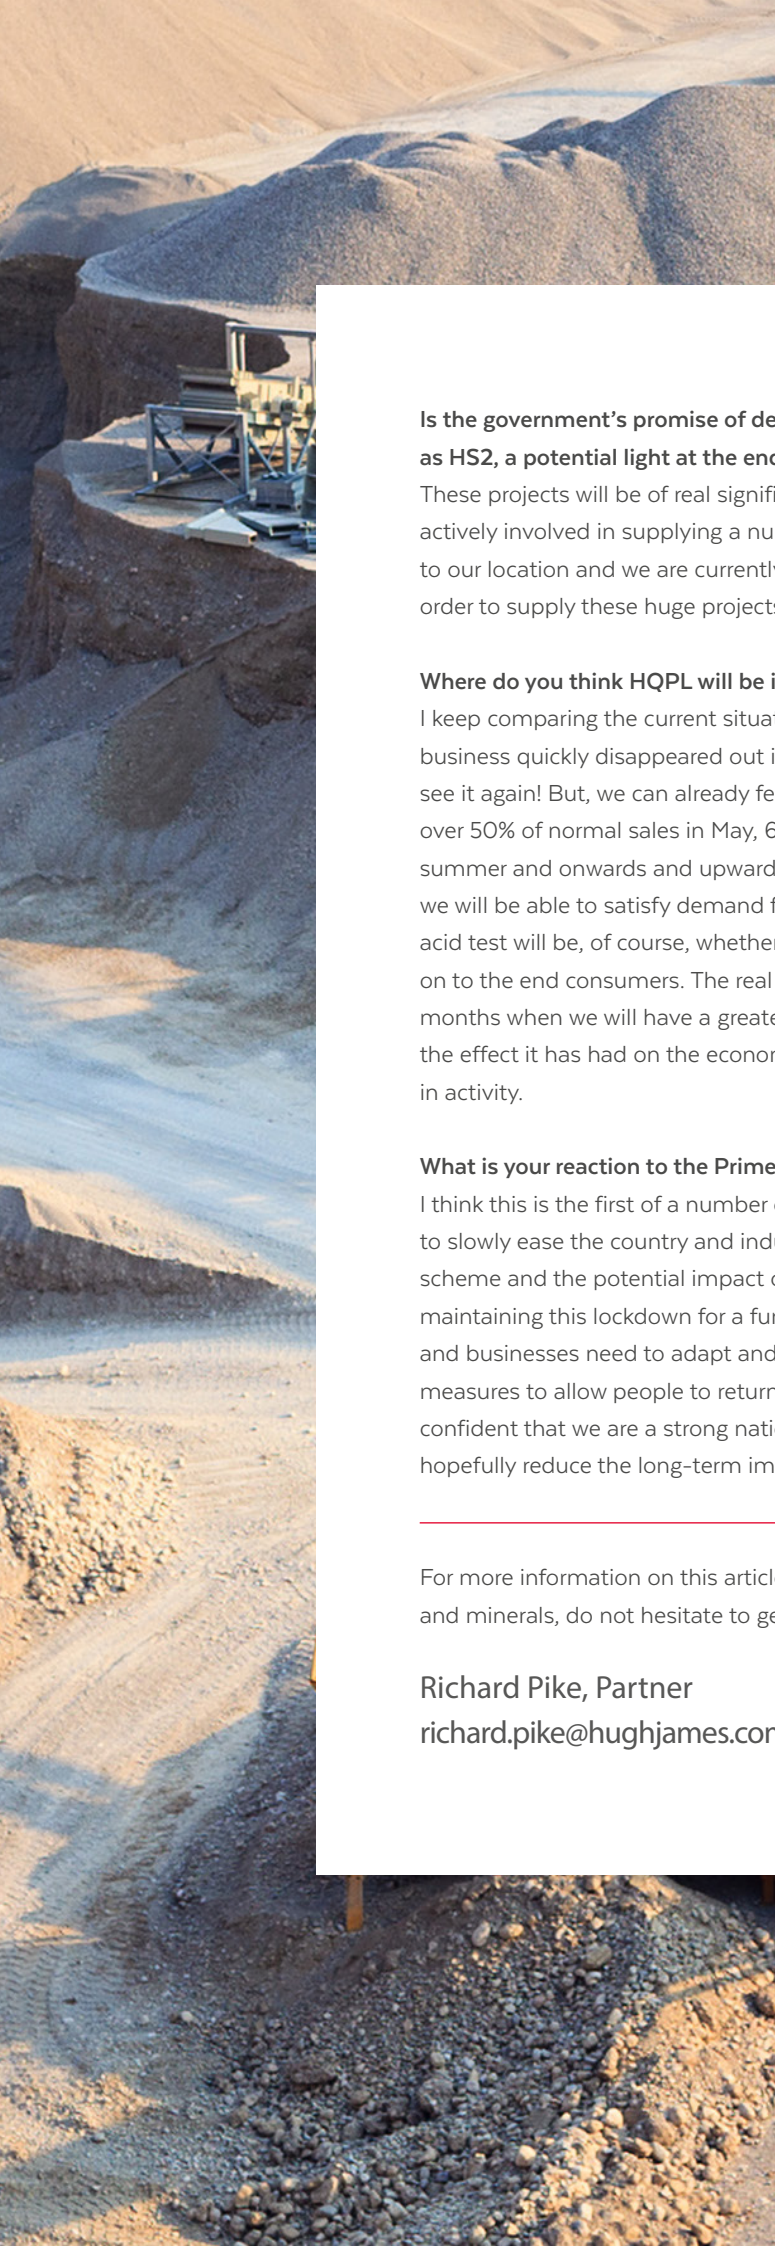 Is the government's promise of de
as HS2, a potential light at the end
These projects will be of real signifi
actively involved in supplying a nu
to our location and we are currently
order to supply these huge projects
Where do you think HQPL will be i
I keep comparing the current situat
business quickly disappeared out i
see it again! But, we can already fe
over 50% of normal sales in May, 6
summer and onwards and upward
we will be able to satisfy demand f
acid test will be, of course, whether
on to the end consumers. The real
months when we will have a greate
the effect it has had on the econor
in activity.
What is your reaction to the Prime
I think this is the first of a number
to slowly ease the country and indu
scheme and the potential impact
maintaining this lockdown for a fur
and businesses need to adapt and
measures to allow people to return
confident that we are a strong nati
hopefully reduce the long-term im
For more information on this articl
and minerals, do not hesitate to ge
Richard Pike, Partner
richard.pike@hughjames.com